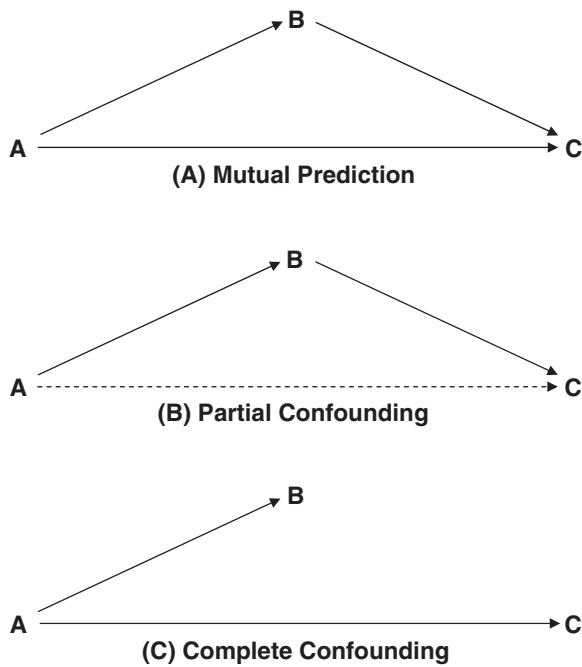 B
A C
(A) Mutual Prediction
B
A C
(B) Partial Confounding
B
A C
(C) Complete Confounding